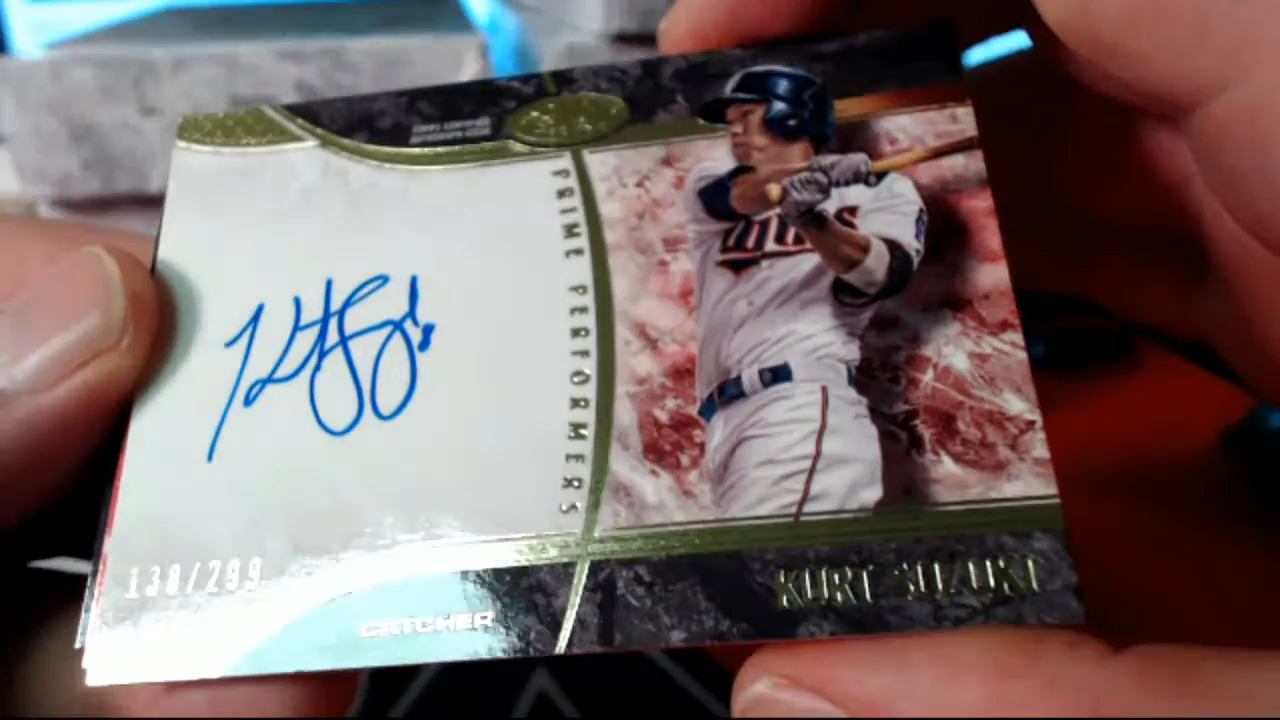 PRIME PERFORMERS
TWINS
138/299
CATCHER
KURT SUZUKI